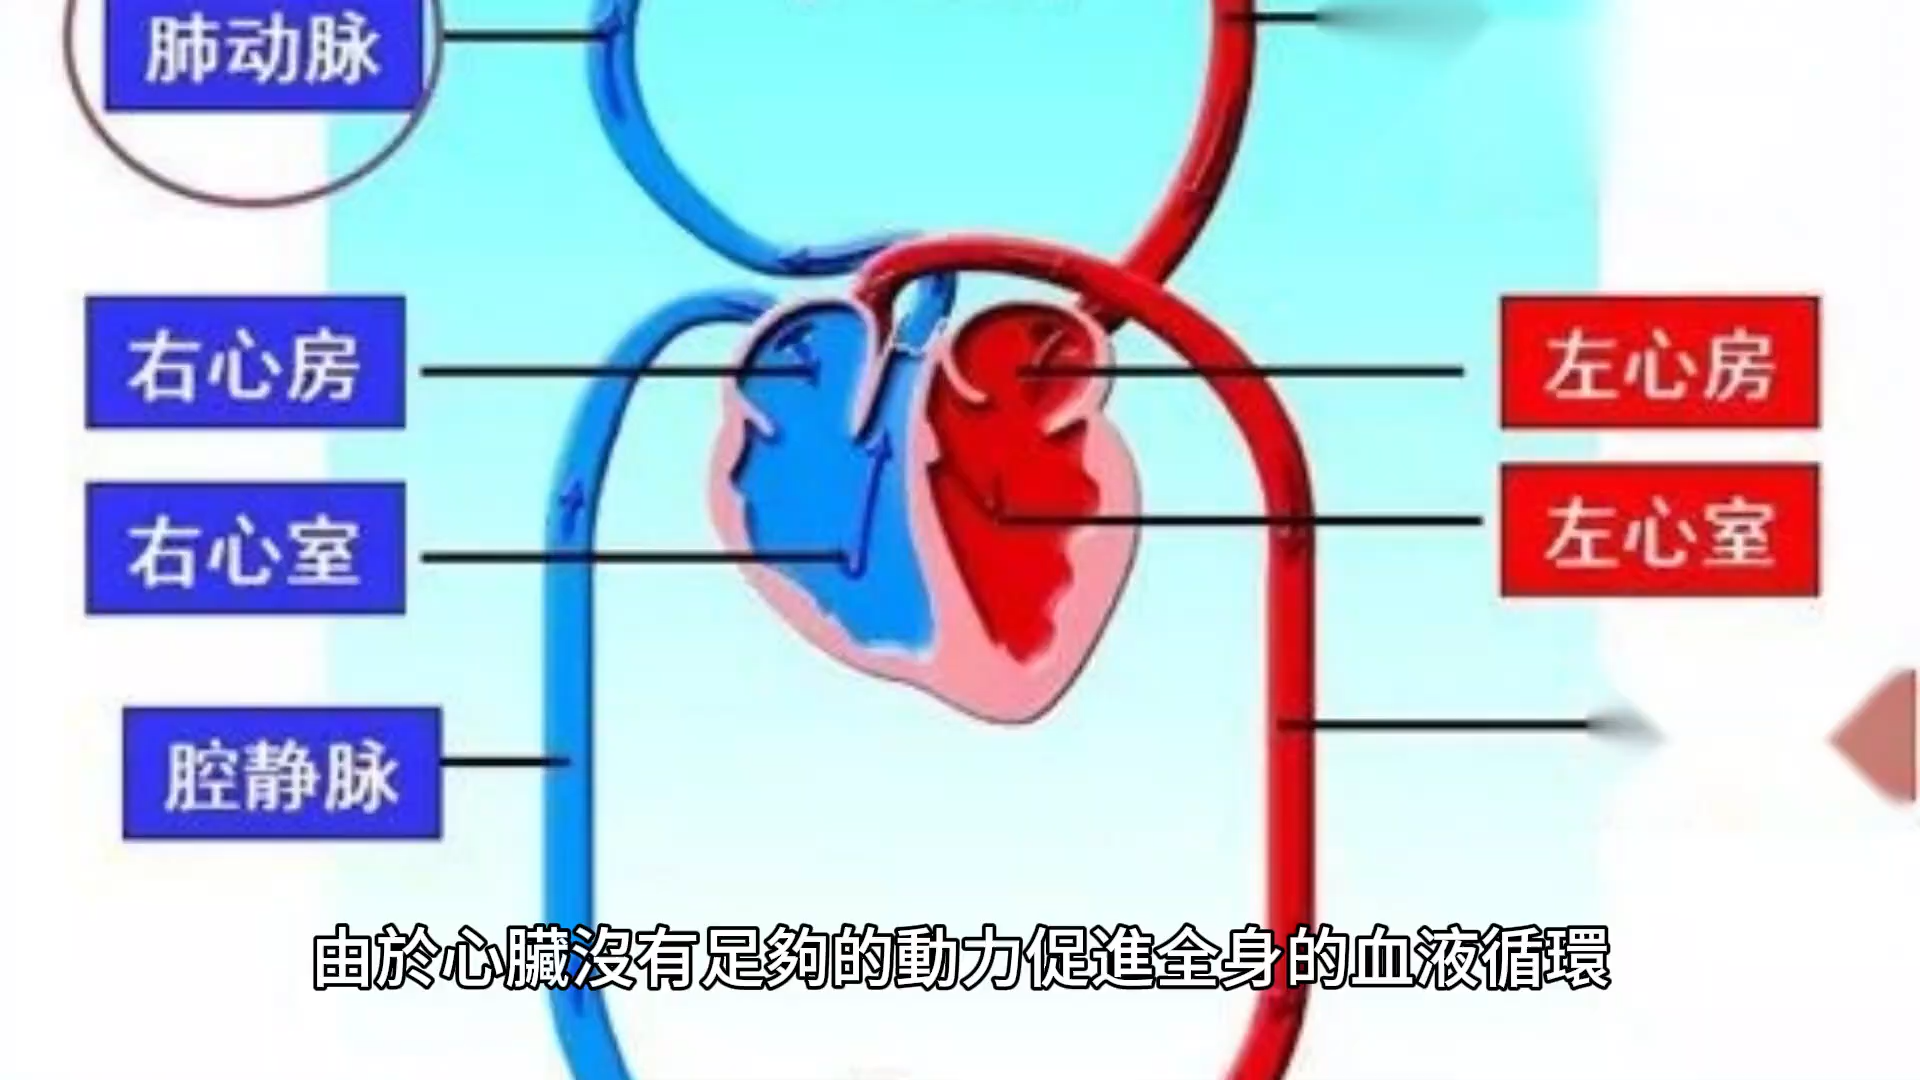 肺动脉
右心房
左心房
右心室
左心室
腔静脉
由於心臟沒有足夠的動力促進全身的血液循環